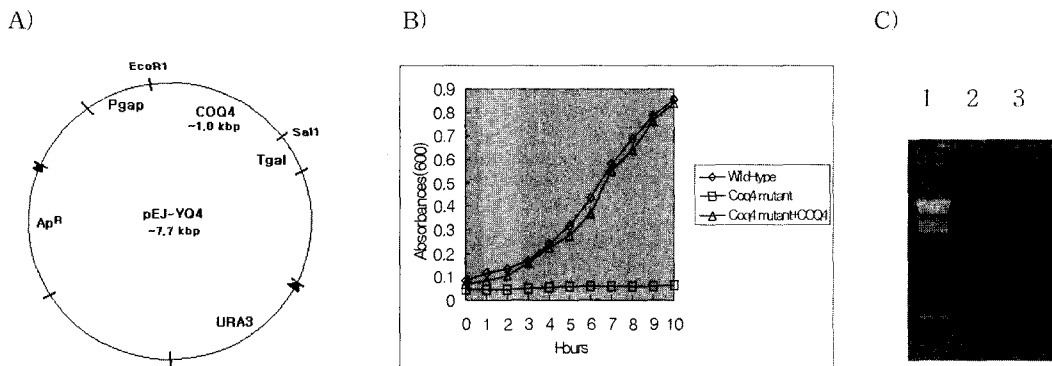 A)
EcoR1
Pgap
COQ4
~1.0 kbp
Sal1
Tgal
ApR
pEJ-YQ4
~7.7 kbp
URA3
B)
Absorbances(600)
0.9
0.8
0.7
0.6
0.5
0.4
0.3
0.2
0.1
0
0 1 2 3 4 5 6 7 8 9 10
Hours
Wild-type
Coq4 mutant
Coq4 mutant+COQ4
C)
1 2 3